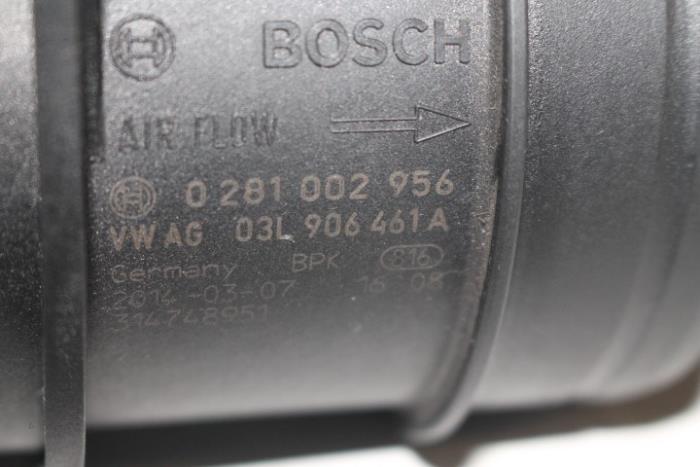 BOSCH
AIR FLOW
0 281 002 956
VW AG 03L 906 461 A
Germany BPK 816
2014-03-07 16 08
314748951